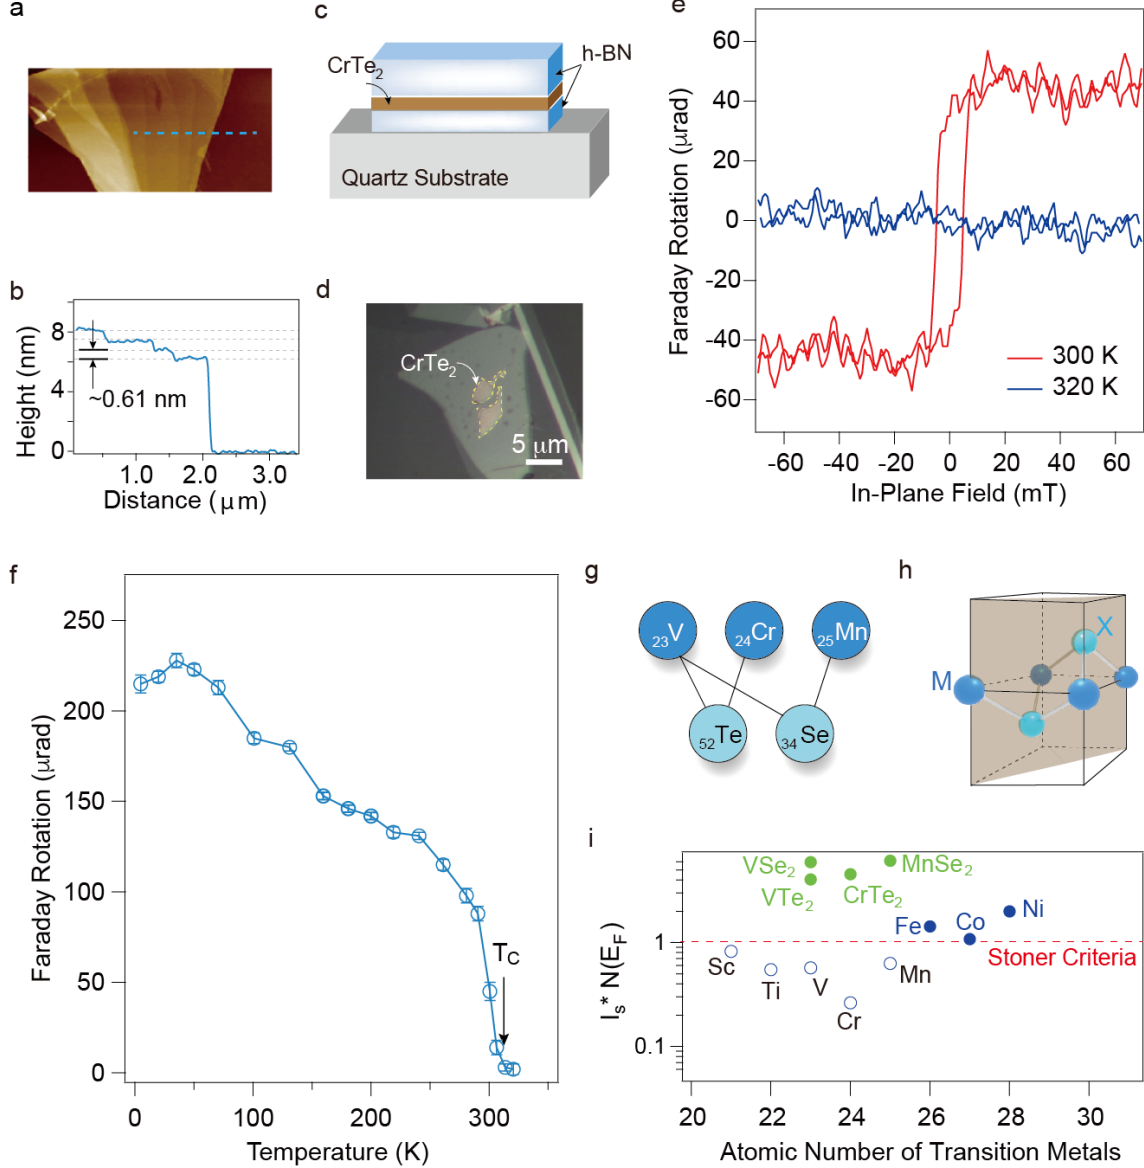 a
c
CrTe2
h-BN
Quartz Substrate
b
Height (nm)
8
4
0
~0.61 nm
1.0 2.0 3.0
Distance (μm)
d
CrTe2
5 μm
e
Faraday Rotation (μrad)
60
40
20
0
-20
-40
-60
300 K
320 K
-60 -40 -20 0 20 40 60
In-Plane Field (mT)
f
Faraday Rotation (μrad)
250
200
150
100
50
0
TC
0 100 200 300
Temperature (K)
g
23V 24Cr 25Mn
52Te 34Se
h
X
M
i
Is* N(EF)
1
0.1
VSe2
MnSe2
VTe2
CrTe2
Fe
Co
Ni
Stoner Criteria
Sc
Ti
V
Cr
Mn
20 22 24 26 28 30
Atomic Number of Transition Metals